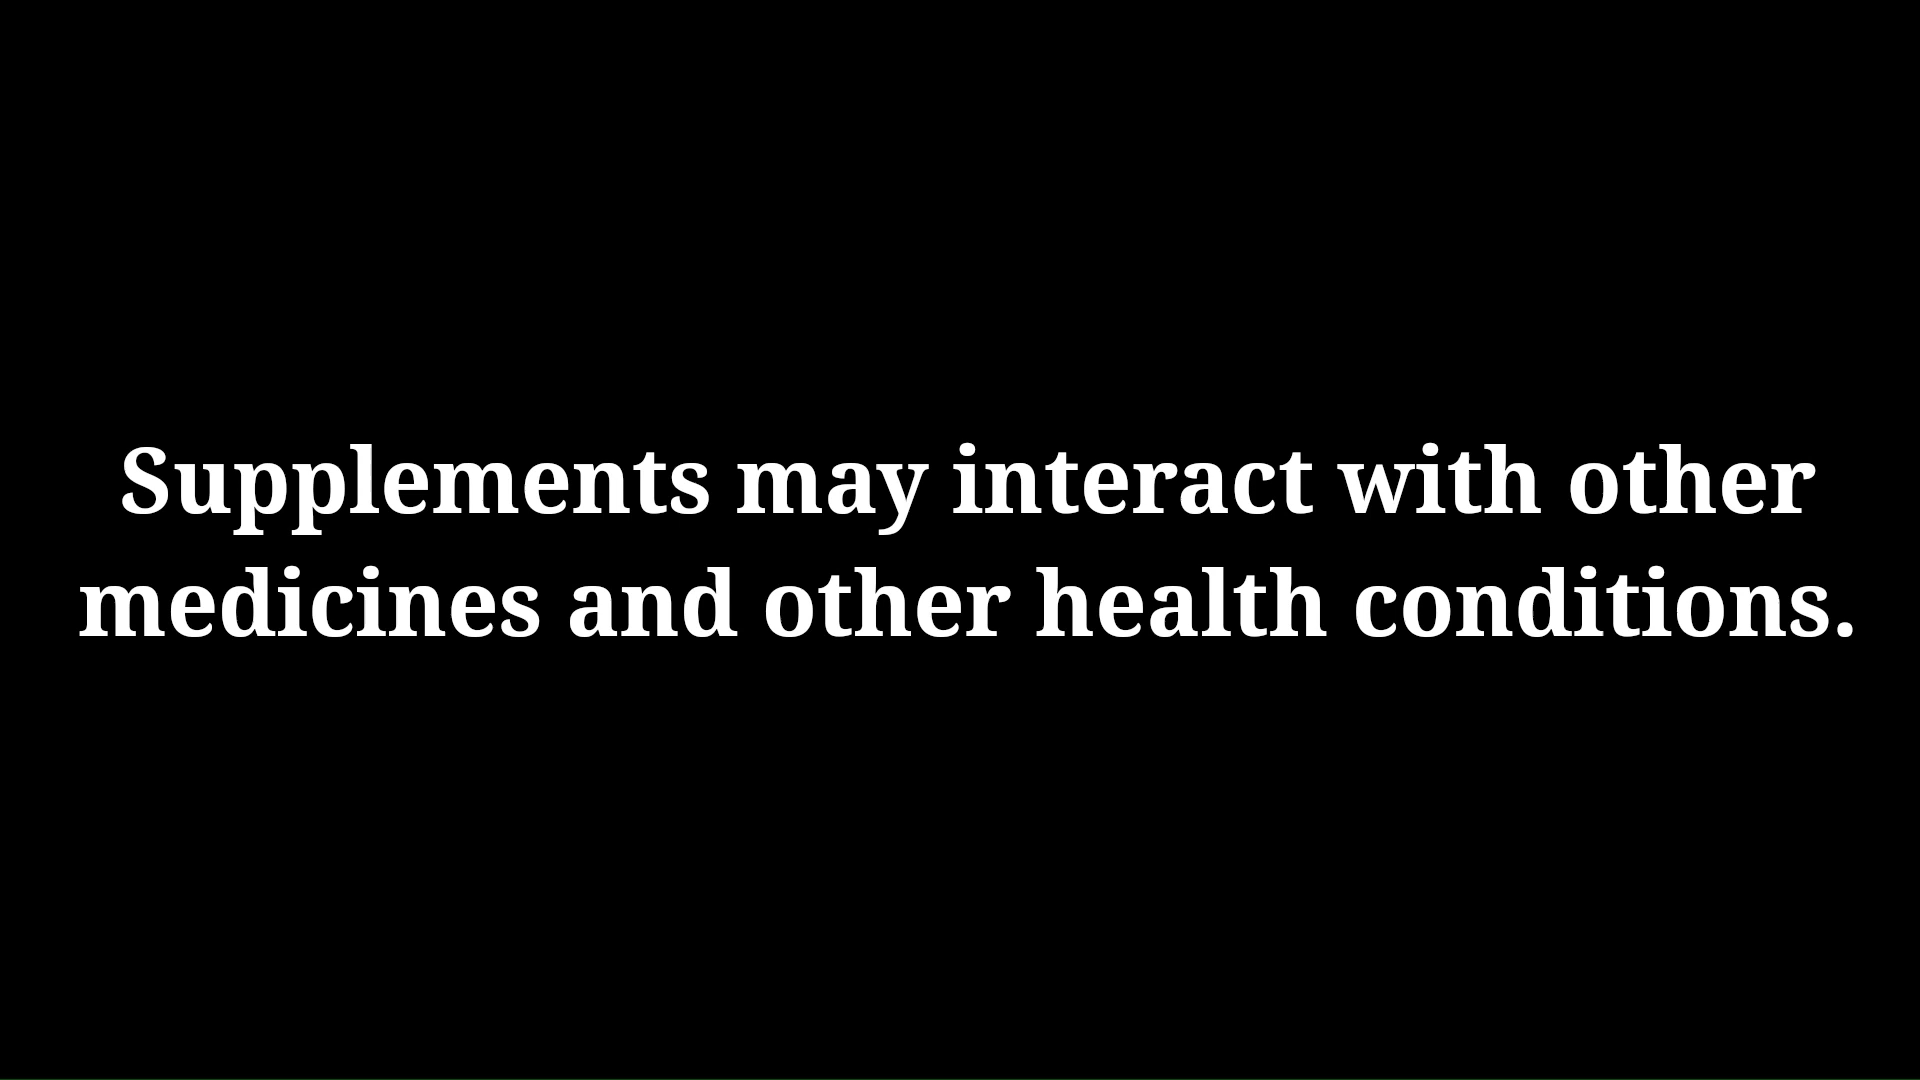 Supplements may interact with other
medicines and other health conditions.